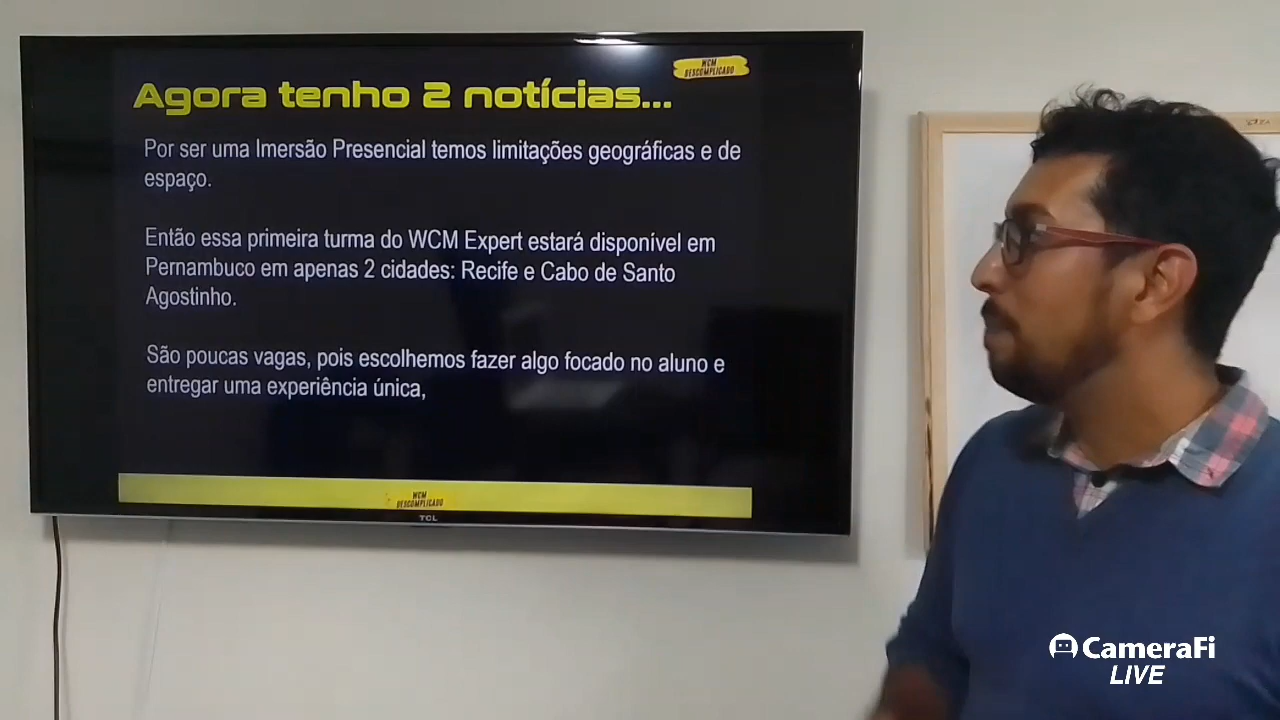 WCM
DESCOMPLICADO
Agora tenho 2 notícias...
Por ser uma Imersão Presencial temos limitações geográficas e de
espaço.
Então essa primeira turma do WCM Expert estará disponível em
Pernambuco em apenas 2 cidades: Recife e Cabo de Santo
Agostinho.
São poucas vagas, pois escolhemos fazer algo focado no aluno e
entregar uma experiência única,
WCM
DESCOMPLICADO
TCL
CameraFi
LIVE